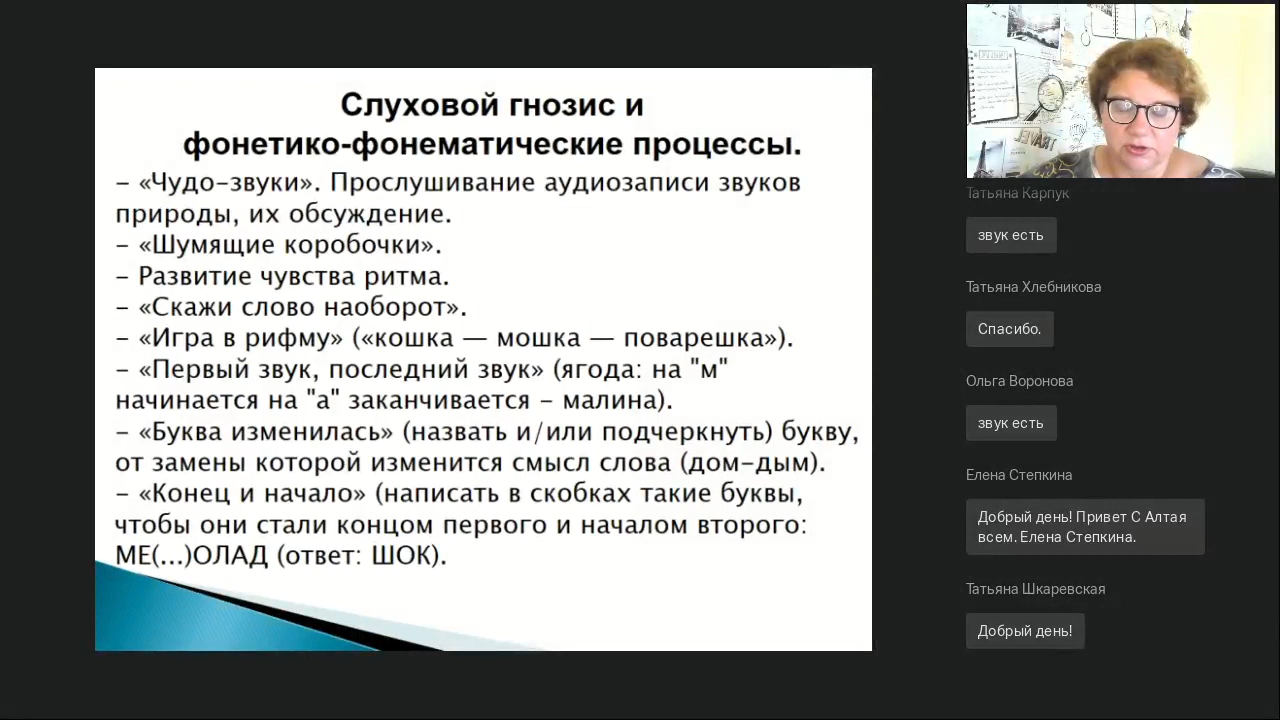 Слуховой гнозис и
фонетико-фонематические процессы.
– «Чудо–звуки». Прослушивание аудиозаписи звуков
природы, их обсуждение.
– «Шумящие коробочки».
– Развитие чувства ритма.
– «Скажи слово наоборот».
– «Игра в рифму» («кошка — мошка — поварешка»).
– «Первый звук, последний звук» (ягода: на "м"
начинается на "а" заканчивается – малина).
– «Буква изменилась» (назвать и/или подчеркнуть) букву,
от замены которой изменится смысл слова (дом–дым).
– «Конец и начало» (написать в скобках такие буквы,
чтобы они стали концом первого и началом второго:
МЕ(...)ОЛАД (ответ: ШОК).
TRAVEL
Татьяна Карпук
звук есть
Татьяна Хлебникова
Спасибо.
Ольга Воронова
звук есть
Елена Степкина
Добрый день! Привет С Алтая
всем. Елена Степкина.
Татьяна Шкаревская
Добрый день!